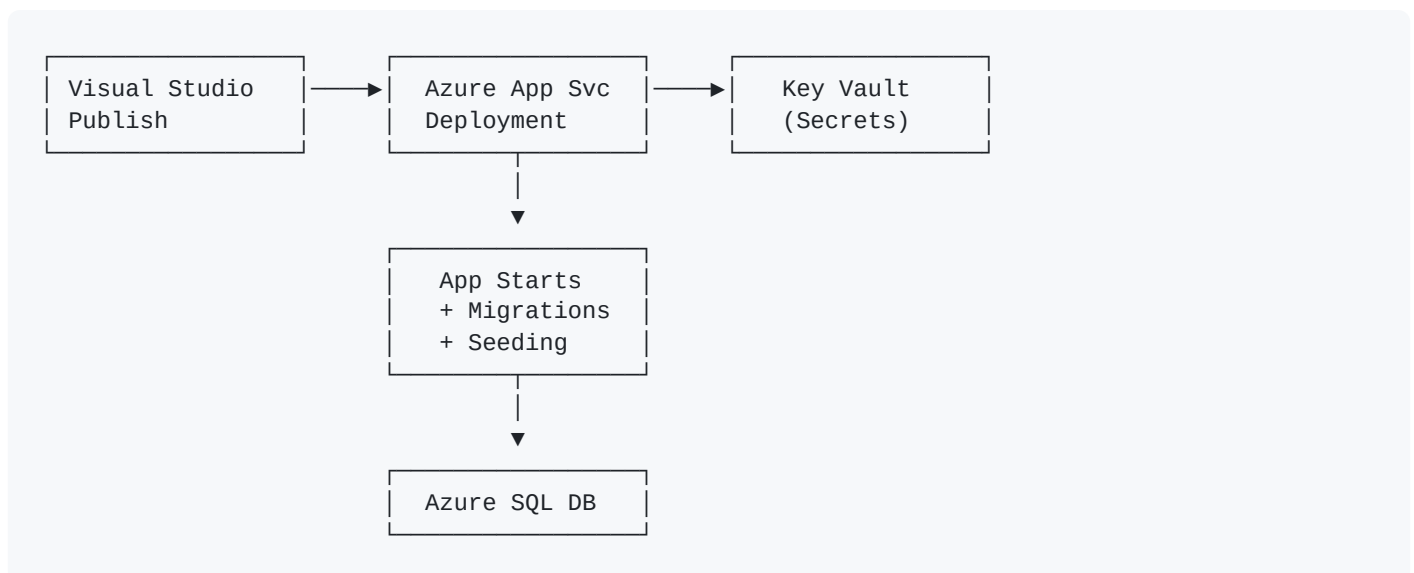 Visual Studio Azure App Svc Key Vault
Publish Deployment (Secrets)
App Starts
+ Migrations
+ Seeding
Azure SQL DB